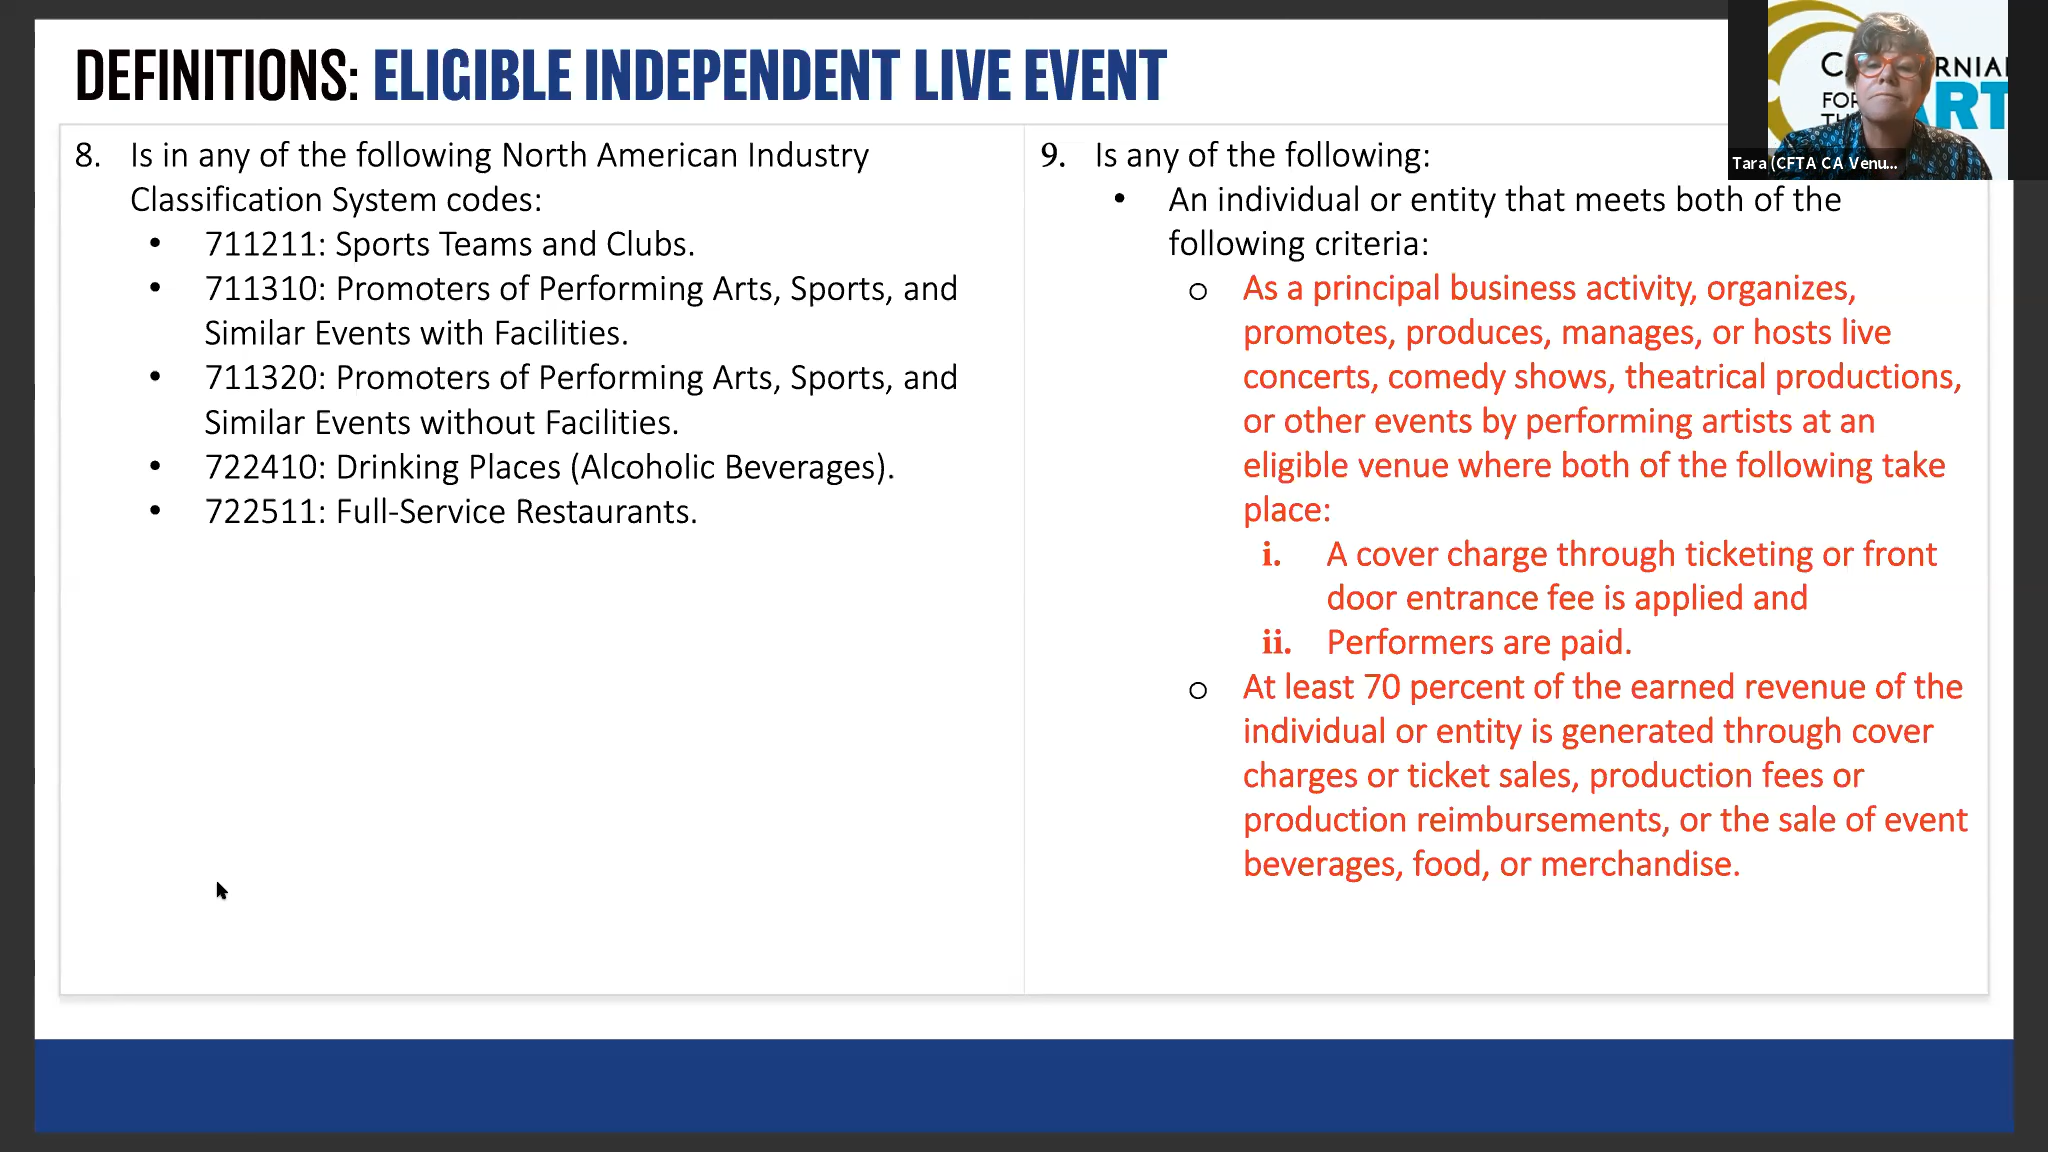 DEFINITIONS: ELIGIBLE INDEPENDENT LIVE EVENT
8. Is in any of the following North American Industry
Classification System codes:
• 711211: Sports Teams and Clubs.
• 711310: Promoters of Performing Arts, Sports, and
Similar Events with Facilities.
• 711320: Promoters of Performing Arts, Sports, and
Similar Events without Facilities.
• 722410: Drinking Places (Alcoholic Beverages).
• 722511: Full-Service Restaurants.
9. Is any of the following:
• An individual or entity that meets both of the
following criteria:
o As a principal business activity, organizes,
promotes, produces, manages, or hosts live
concerts, comedy shows, theatrical productions,
or other events by performing artists at an
eligible venue where both of the following take
place:
i. A cover charge through ticketing or front
door entrance fee is applied and
ii. Performers are paid.
o At least 70 percent of the earned revenue of the
individual or entity is generated through cover
charges or ticket sales, production fees or
production reimbursements, or the sale of event
beverages, food, or merchandise.
Tara (CFTA CA Venu...